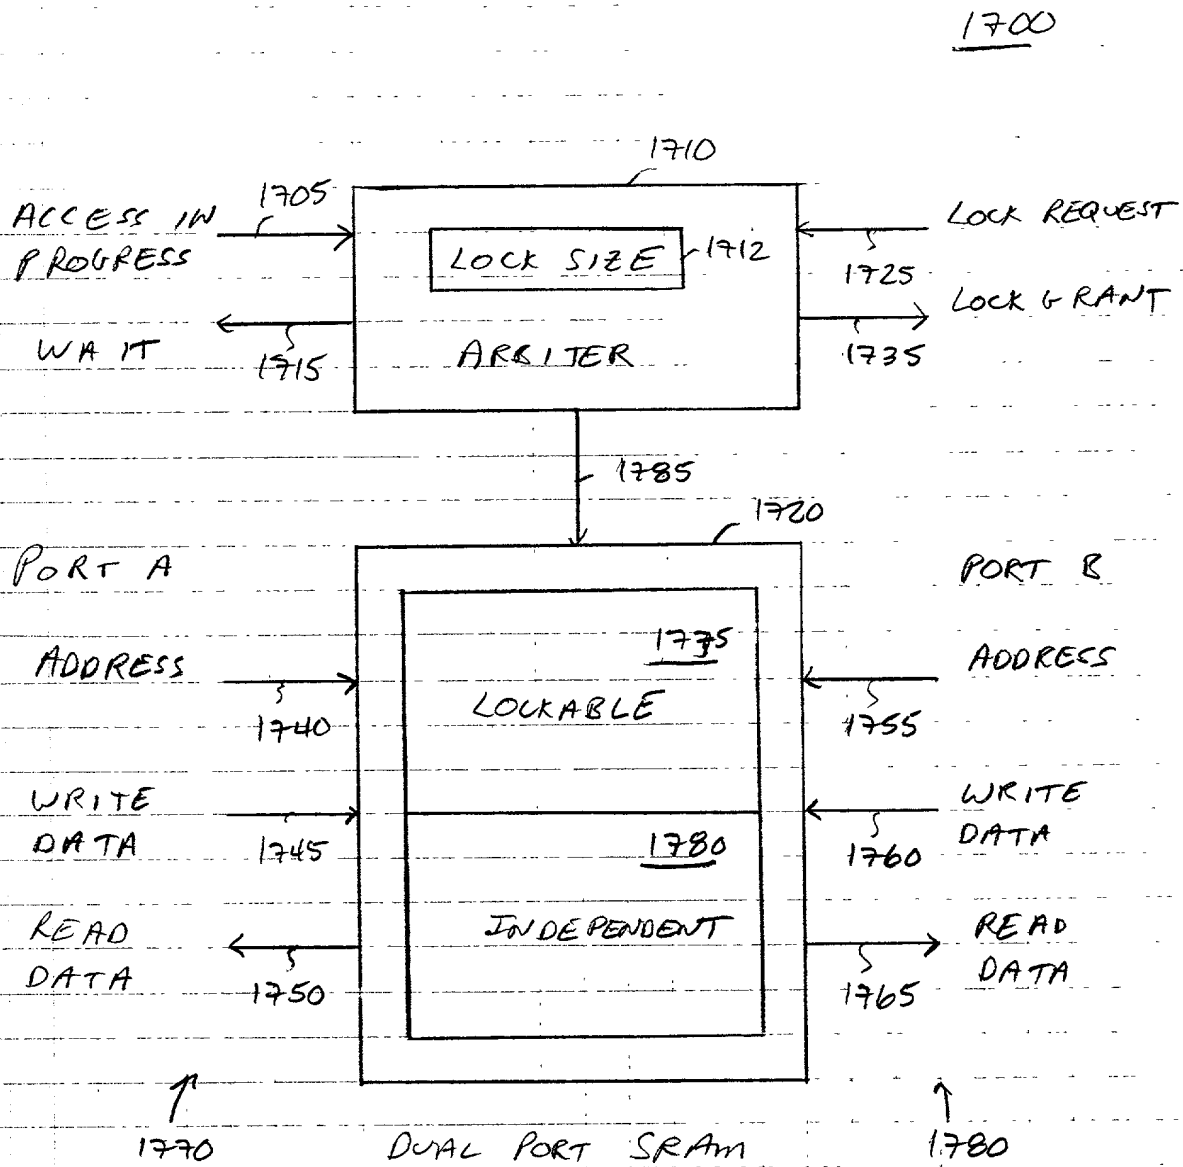 1700
1710
1705
ACCESS IN
PROGRESS
LOCK SIZE
1712
LOCK REQUEST
1725
WAIT
1715
ARBITER
LOCK GRANT
1735
1785
1720
PORT A
PORT B
1775
ADDRESS
1740
LOCKABLE
ADDRESS
1755
WRITE
DATA
1745
1780
WRITE
DATA
1760
READ
DATA
1750
INDEPENDENT
READ
DATA
1765
1770
DUAL PORT SRAM
1780